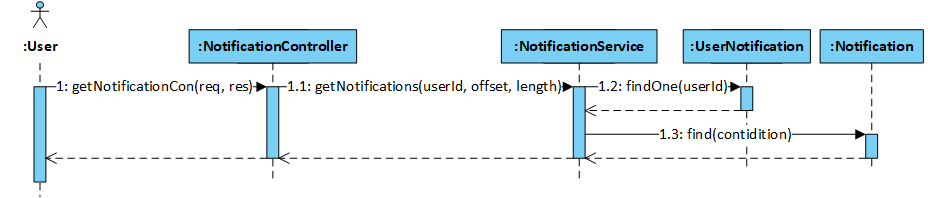 :User
:NotificationController
:NotificationService
:UserNotification
:Notification
1: getNotificationCon(req, res)
1.1: getNotifications(userId, offset, length)
1.2: findOne(userId)
1.3: find(contidition)